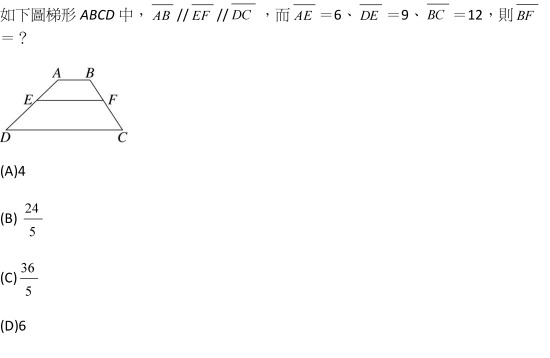 如下圖梯形 ABCD 中，$\overline{AB}$ // $\overline{EF}$ // $\overline{DC}$ ，而 $\overline{AE}$ ＝6、$\overline{DE}$ ＝9、$\overline{BC}$ ＝12，則 $\overline{BF}$
＝？
A B
E F
D C
(A)4
(B) $\frac{24}{5}$
(C) $\frac{36}{5}$
(D)6